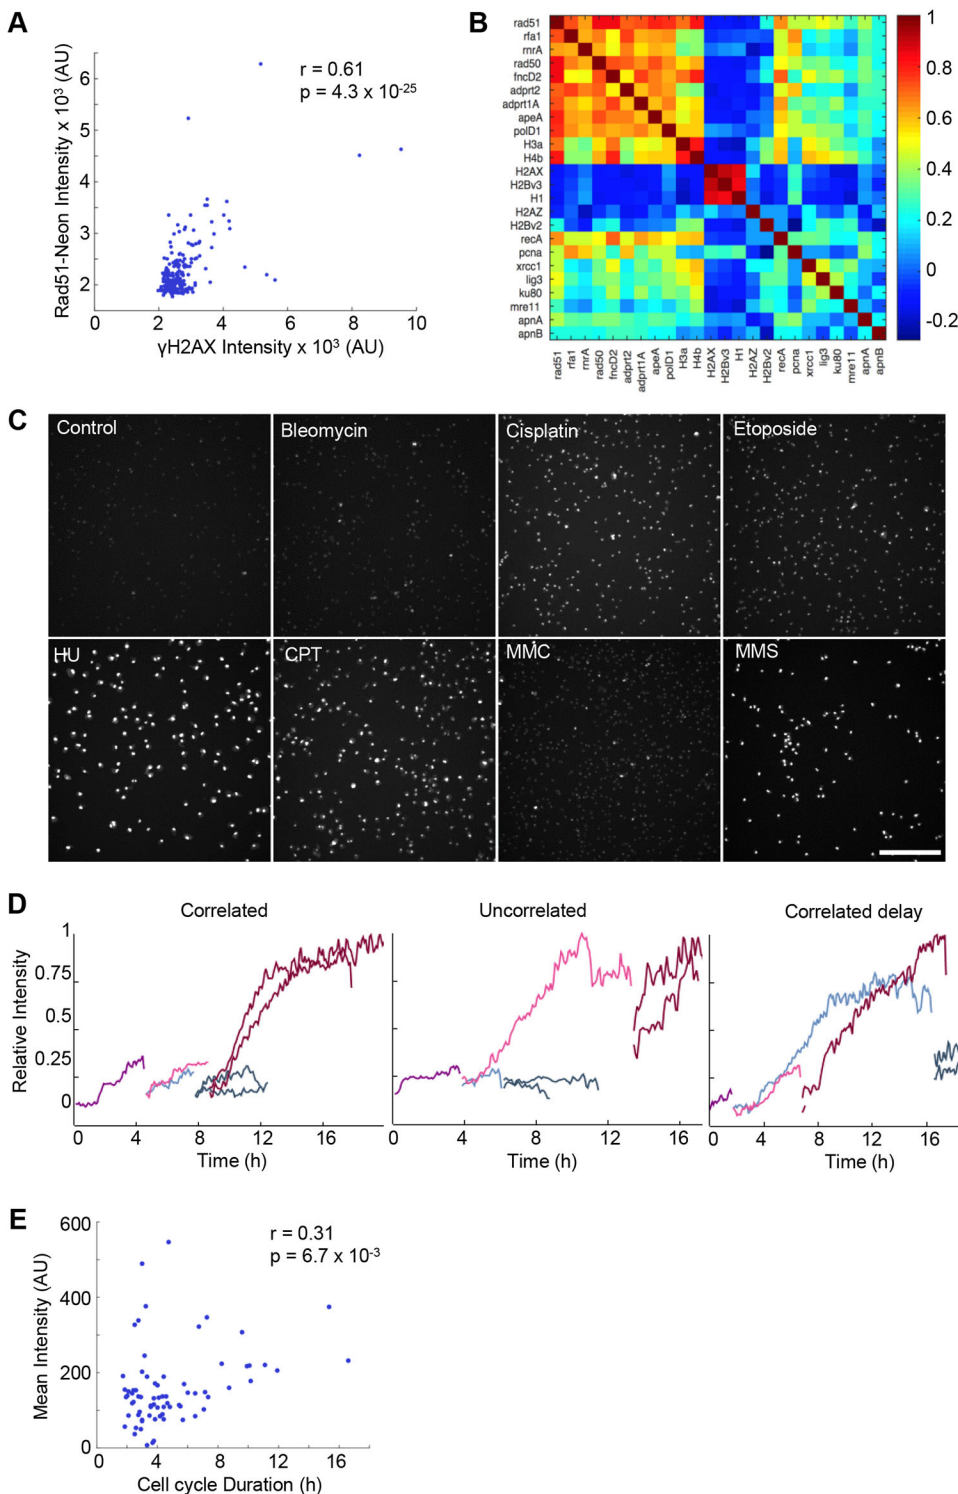 A
Rad51-Neon Intensity x 10³ (AU)
6
5
4
3
2
0 2 4 6 8 10
γH2AX Intensity x 10³ (AU)
r = 0.61
p = 4.3 x 10⁻²⁵
B
rad51
rfa1
rnrA
rad50
fncD2
adprt2
adprt1A
apeA
polD1
H3a
H4b
H2AX
H2Bv3
H1
H2AZ
H2Bv2
recA
pcna
xrcc1
lig3
ku80
mre11
apnA
apnB
rad51 rfa1 rnrA rad50 fncD2 adprt2 adprt1A apeA polD1 H3a H4b H2AX H2Bv3 H1 H2AZ H2Bv2 recA pcna xrcc1 lig3 ku80 mre11 apnA apnB
1
0.8
0.6
0.4
0.2
0
-0.2
C
Control Bleomycin Cisplatin Etoposide
HU CPT MMC MMS
D
Correlated Uncorrelated Correlated delay
Relative Intensity
1
0.75
0.5
0.25
0
0 4 8 12 16
Time (h)
0 4 8 12 16
Time (h)
0 4 8 12 16
Time (h)
E
Mean Intensity (AU)
600
400
200
0
0 4 8 12 16
Cell cycle Duration (h)
r = 0.31
p = 6.7 x 10⁻³